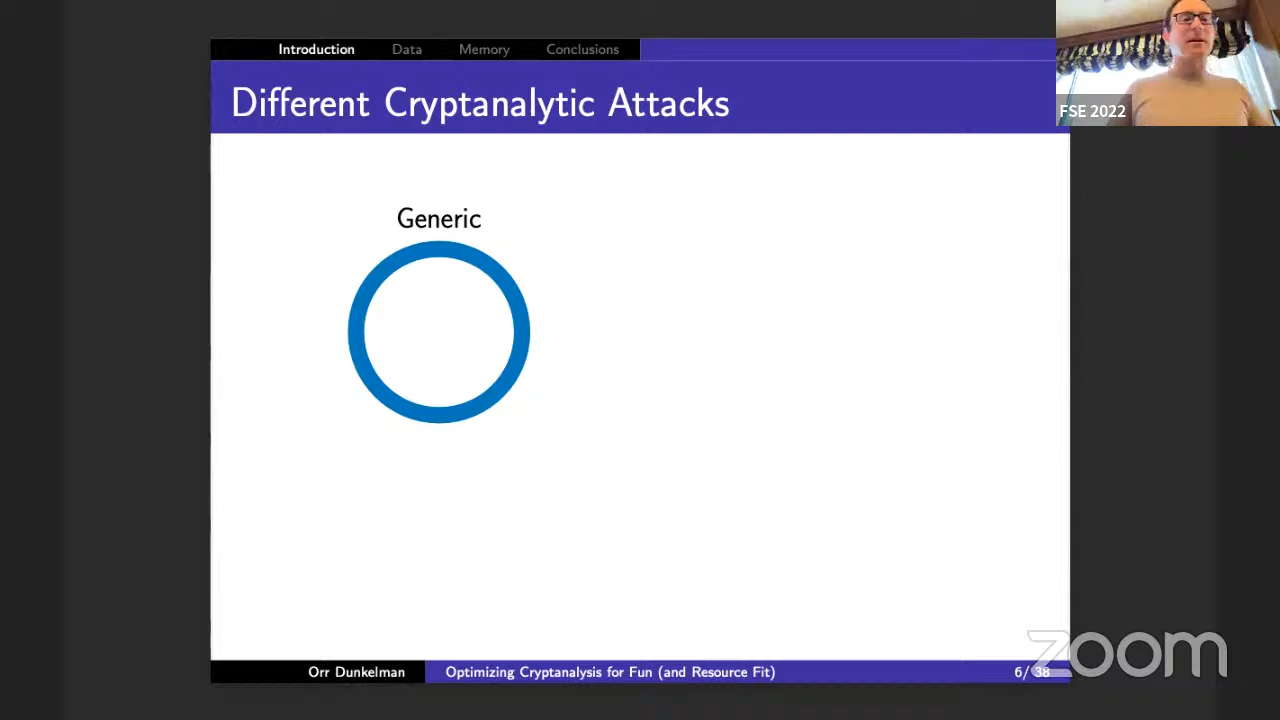 Introduction Data Memory Conclusions
Different Cryptanalytic Attacks
FSE 2022
Generic
Orr Dunkelman Optimizing Cryptanalysis for Fun (and Resource Fit) 6/ 38
zoom